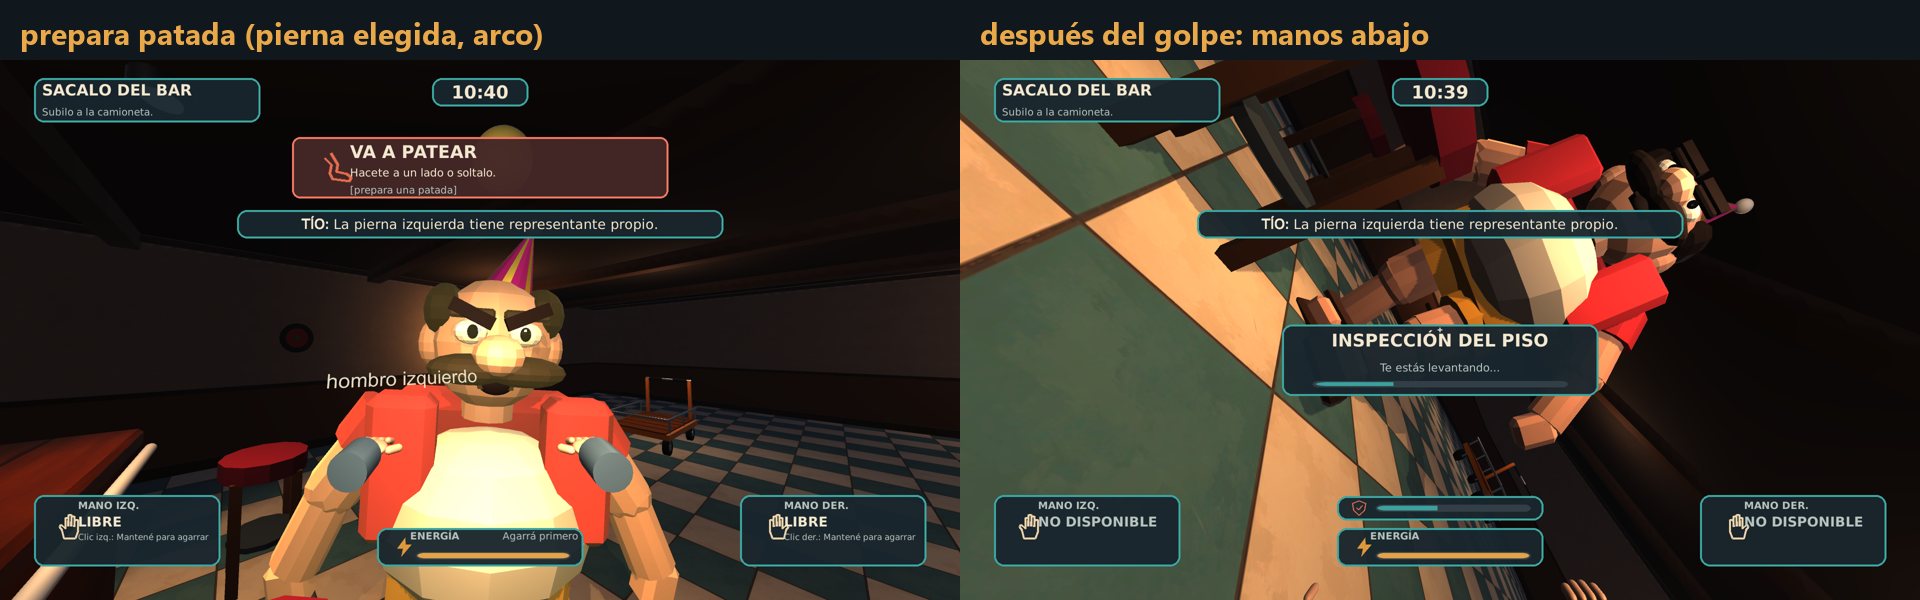 prepara patada (pierna elegida, arco)
SACALO DEL BAR
Subilo a la camioneta.
10:40
VA A PATEAR
Hacete a un lado o soltalo.
[prepara una patada]
TÍO: La pierna izquierda tiene representante propio.
hombro izquierdo
MANO IZQ.
LIBRE
Clic izq.: Mantené para agarrar
ENERGÍA
Agarrá primero
MANO DER.
LIBRE
Clic der.: Mantené para agarrar
después del golpe: manos abajo
SACALO DEL BAR
Subilo a la camioneta.
10:39
TÍO: La pierna izquierda tiene representante propio.
INSPECCIÓN DEL PISO
Te estás levantando...
MANO IZQ.
NO DISPONIBLE
ENERGÍA
MANO DER.
NO DISPONIBLE